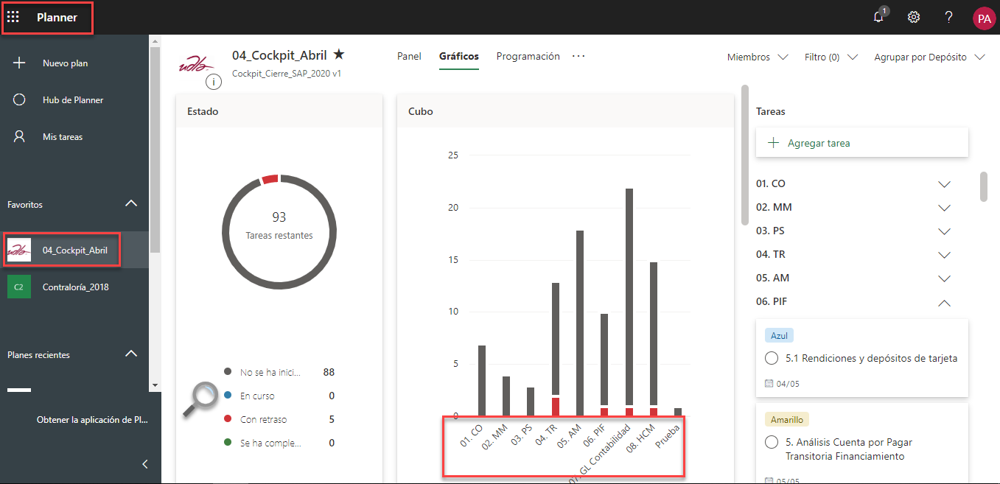 Planner
1
PA
Nuevo plan
Hub de Planner
Mis tareas
Favoritos
udla
04_Cockpit_Abril
C2
Contraloría_2018
Planes recientes
Obtener la aplicación de Pl...
udla
04_Cockpit_Abril
Cockpit_Cierre_SAP_2020 v1
Panel
Gráficos
Programación
Miembros
Filtro (0)
Agrupar por Depósito
Estado
93
Tareas restantes
No se ha inici... 88
En curso 0
Con retraso 5
Se ha comple... 0
Cubo
25
20
15
10
5
0
01. CO
02. MM
03. PS
04. TR
05. AM
06. PIF
07. GL Contabilidad
08. HCM
Prueba
Tareas
Agregar tarea
01. CO
02. MM
03. PS
04. TR
05. AM
06. PIF
Azul
5.1 Rendiciones y depósitos de tarjeta
04/05
Amarillo
5. Análisis Cuenta por Pagar
Transitoria Financiamiento
05/05